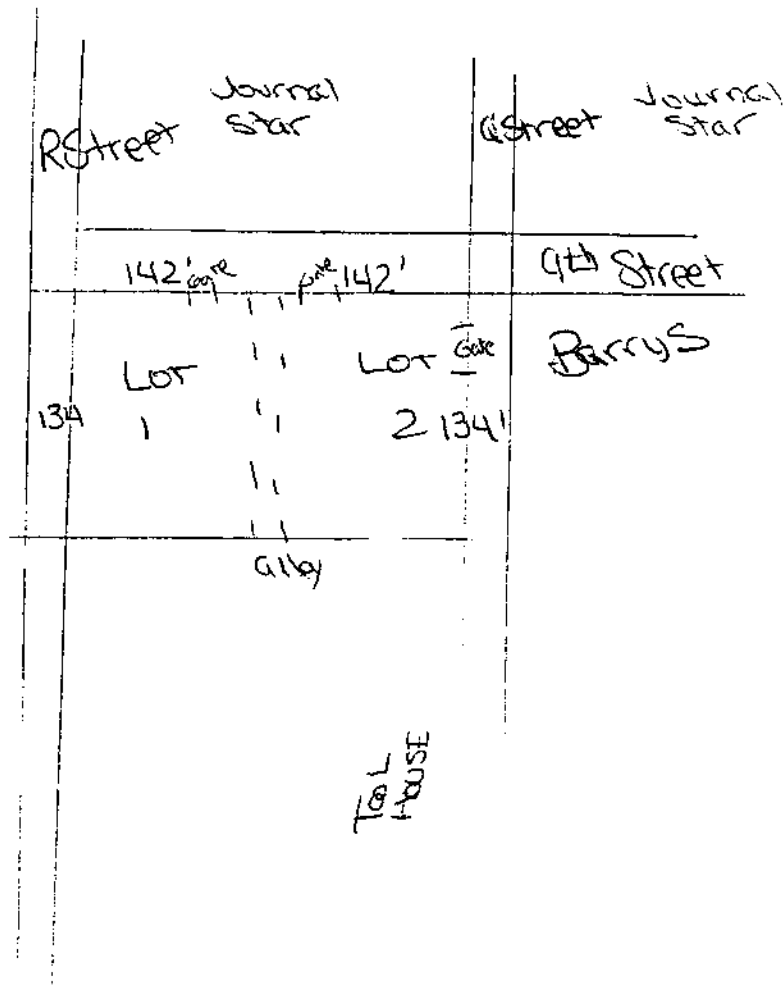 Journal
Star
Journal
Star
R Street
Q Street
9th Street
142' gate
142'
Lot
1
134
Lot
2
Gate
134'
Barrys
alley
Tool
House